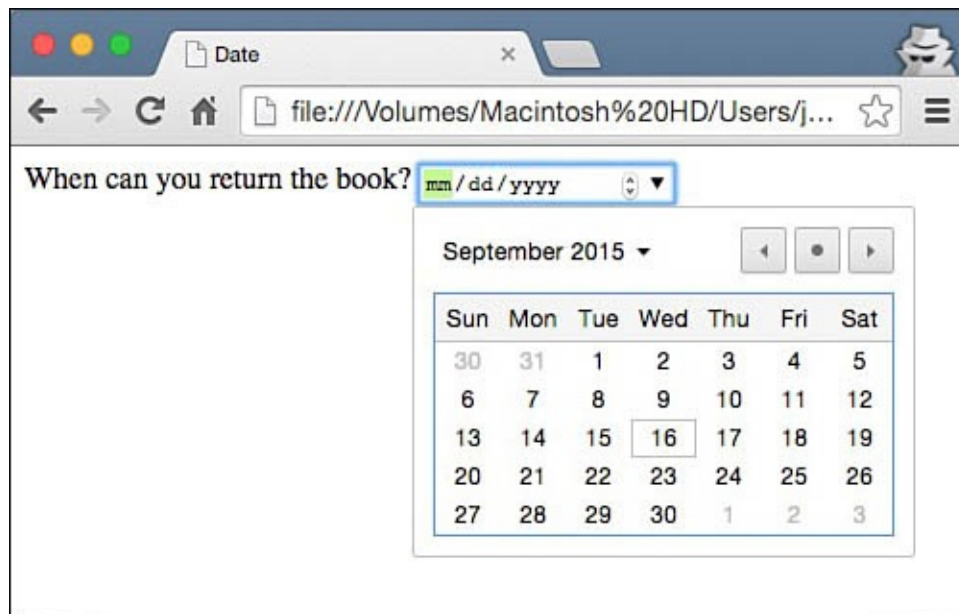 Date
file:///Volumes/Macintosh%20HD/Users/j...
When can you return the book? mm/dd/yyyy
September 2015
Sun Mon Tue Wed Thu Fri Sat
30 31 1 2 3 4 5
6 7 8 9 10 11 12
13 14 15 16 17 18 19
20 21 22 23 24 25 26
27 28 29 30 1 2 3